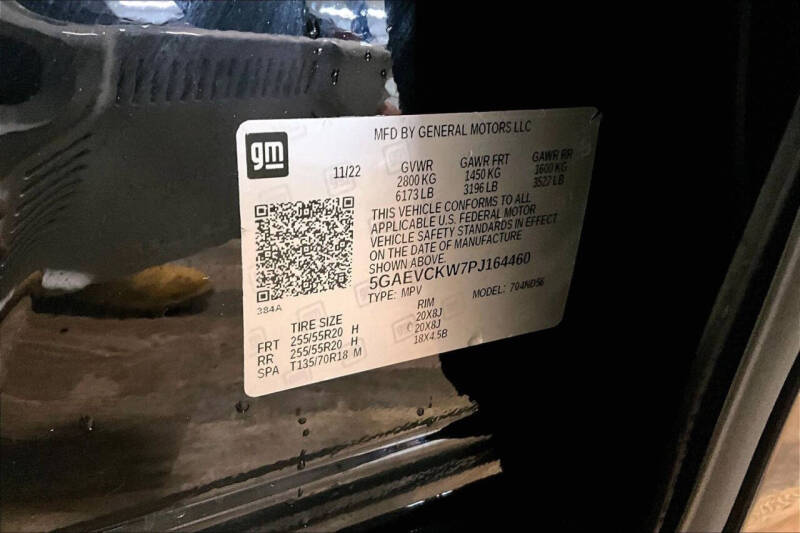 gm
MFD BY GENERAL MOTORS LLC
11/22 GVWR GAWR FRT GAWR RR
2800 KG 1450 KG 1600 KG
6173 LB 3196 LB 3527 LB
THIS VEHICLE CONFORMS TO ALL
APPLICABLE U.S. FEDERAL MOTOR
VEHICLE SAFETY STANDARDS IN EFFECT
ON THE DATE OF MANUFACTURE
SHOWN ABOVE.
5GAEVCKW7PJ164460
TYPE: MPV MODEL: 704ND56
384A
TIRE SIZE RIM
FRT 255/55R20 H 20X8J
RR 255/55R20 H 20X8J
SPA T135/70R18 M 18X4.5B